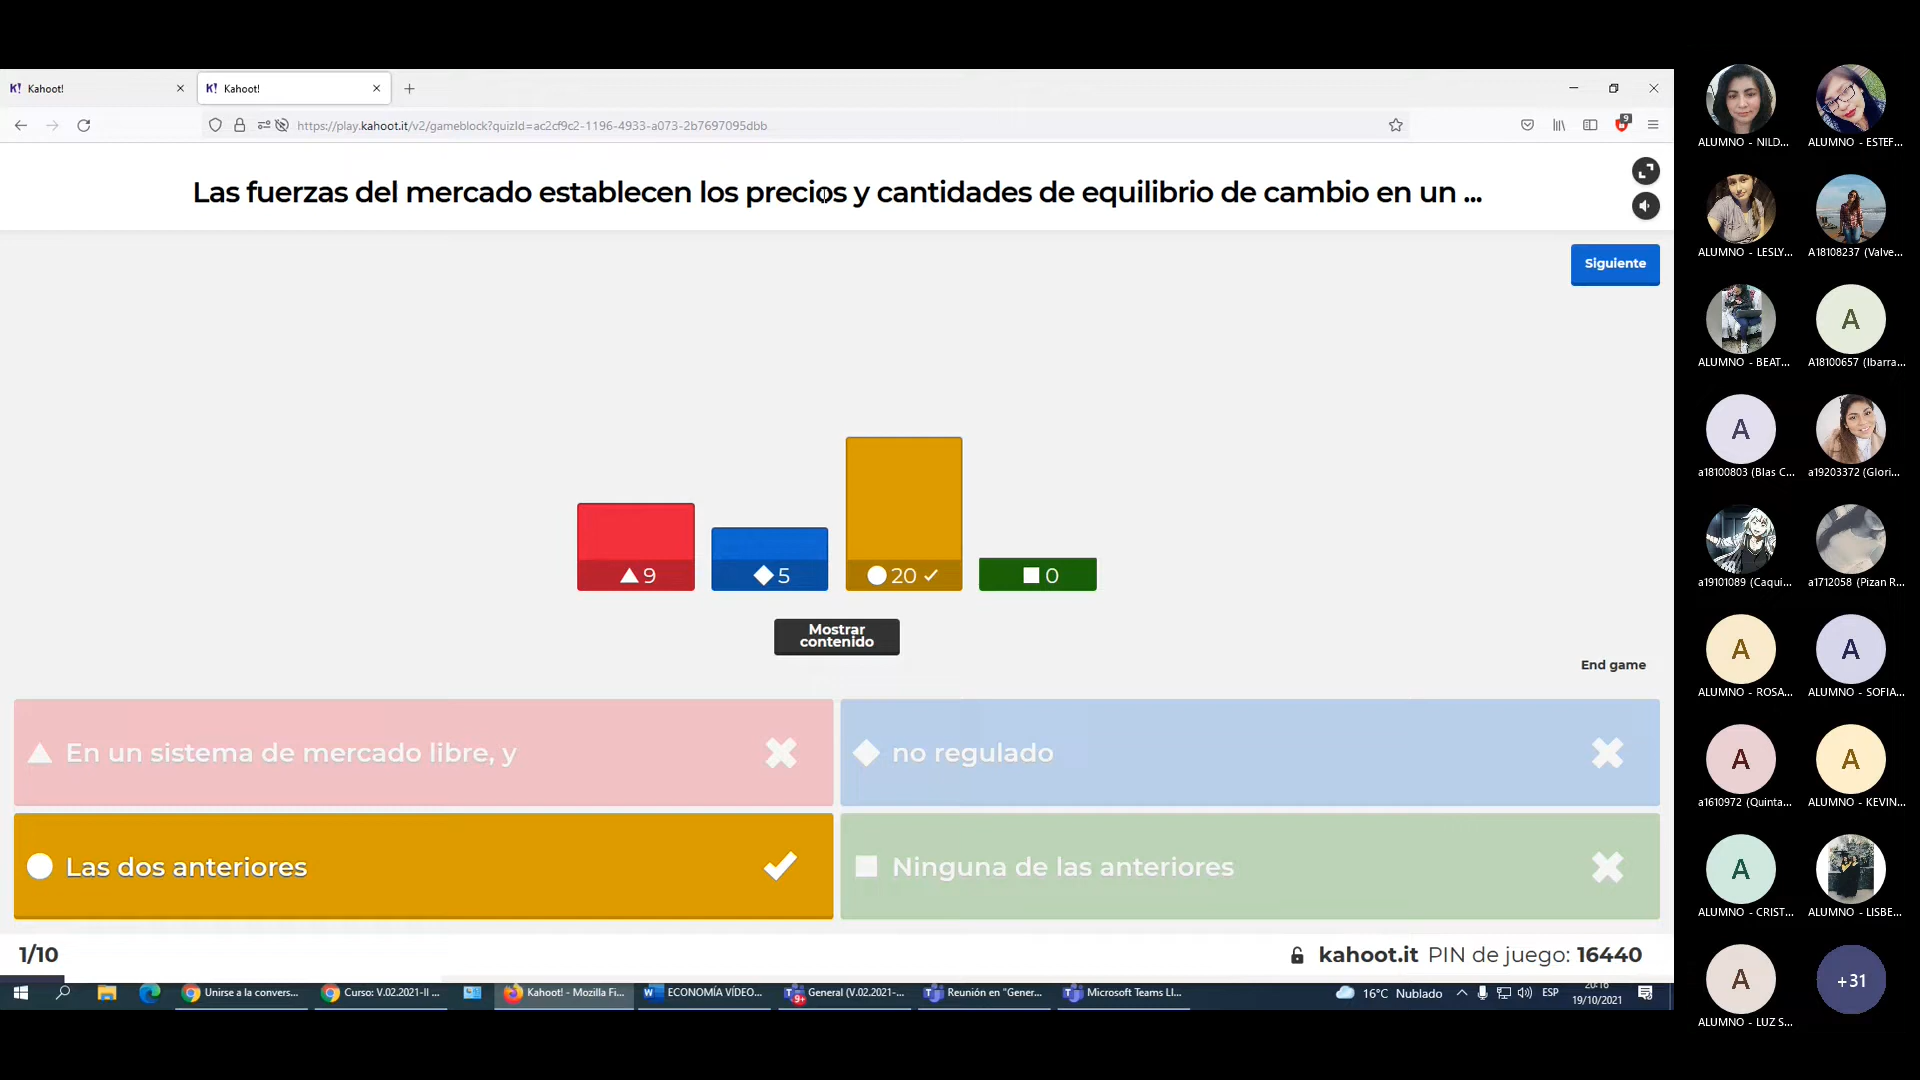 Kahoot!
Kahoot!
https://play.kahoot.it/v2/gameblock?quizId=ac2cf9c2-1196-4933-a073-2b7697095dbb
9
Las fuerzas del mercado establecen los precios y cantidades de equilibrio de cambio en un ...
Siguiente
9
5
20
0
Mostrar
contenido
End game
En un sistema de mercado libre, y
no regulado
Las dos anteriores
Ninguna de las anteriores
1/10
kahoot.it PIN de juego: 16440
Unirse a la convers...
Curso: V.02.2021-II ...
Kahoot! - Mozilla Fi...
ECONOMÍA VÍDEO...
9+
General (V.02.2021-...
Reunión en "Gener...
Microsoft Teams Ll...
16°C Nublado
ESP
20:16
19/10/2021
ALUMNO - NILD...
ALUMNO - ESTEF...
ALUMNO - LESLY...
A18108237 (Valve...
ALUMNO - BEAT...
A
A18100657 (Ibarra...
A
a18100803 (Blas C...
a19203372 (Glori...
a19101089 (Caqui...
a1712058 (Pizan R...
A
ALUMNO - ROSA...
A
ALUMNO - SOFIA...
A
a1610972 (Quinta...
A
ALUMNO - KEVIN...
A
ALUMNO - CRIST...
ALUMNO - LISBE...
A
ALUMNO - LUZ S...
+31